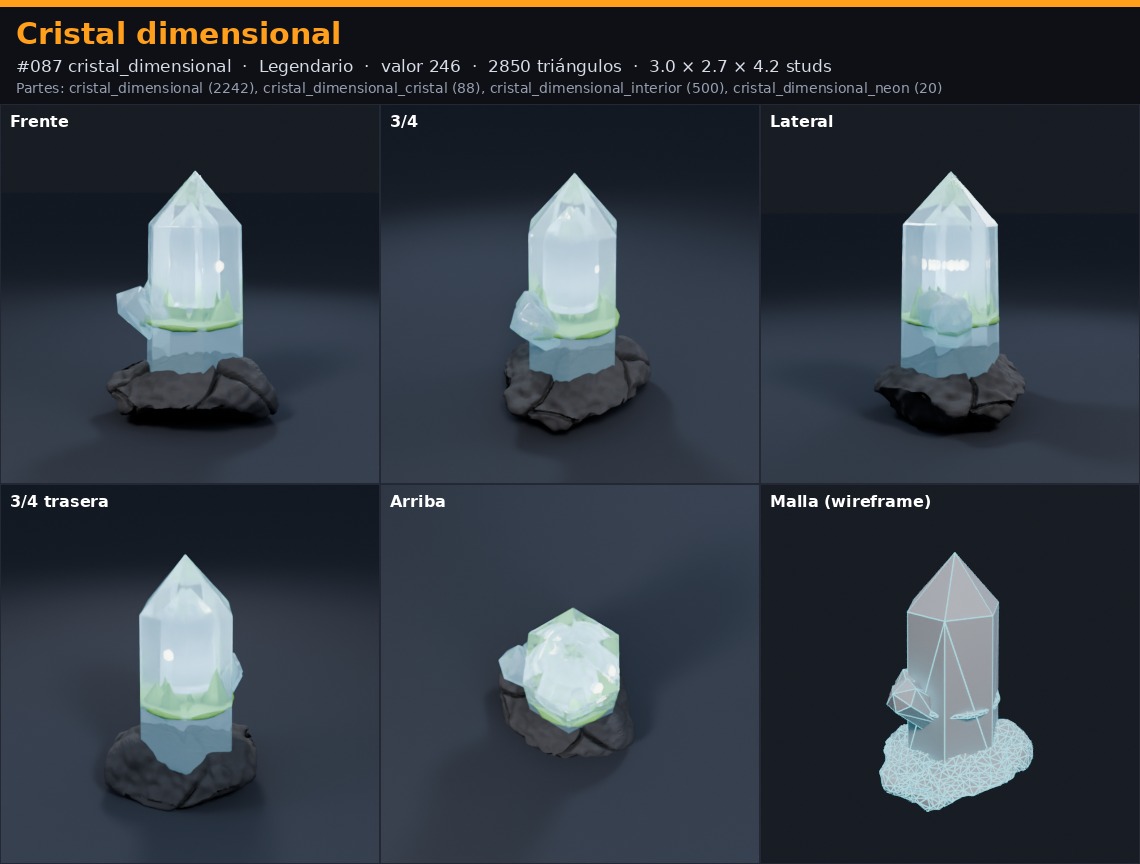 Cristal dimensional
#087 cristal_dimensional · Legendario · valor 246 · 2850 triángulos · 3.0 × 2.7 × 4.2 studs
Partes: cristal_dimensional (2242), cristal_dimensional_cristal (88), cristal_dimensional_interior (500), cristal_dimensional_neon (20)
Frente
3/4
Lateral
3/4 trasera
Arriba
Malla (wireframe)